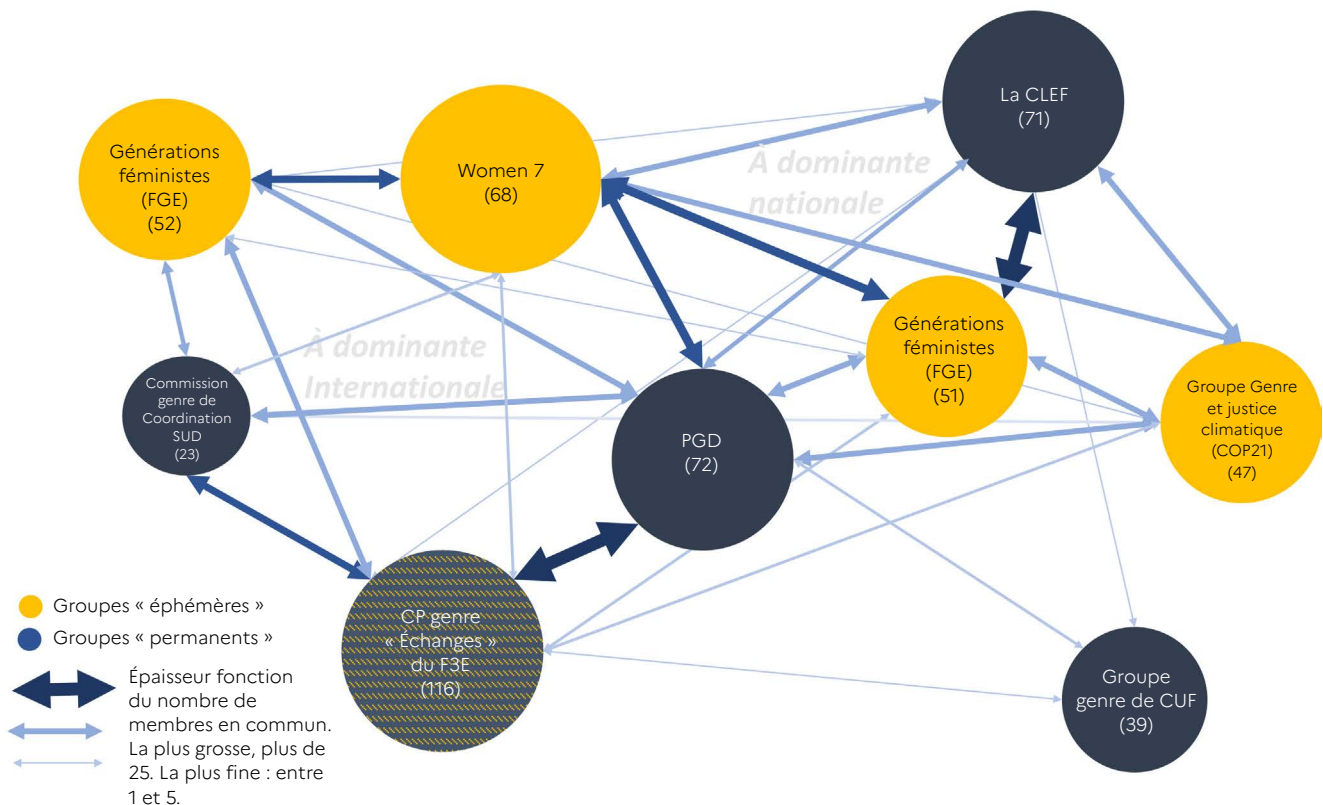 La CLEF
(71)
Générations
féministes
(FGE)
(52)
Women 7
(68)
À dominante
nationale
Générations
féministes
(FGE)
(51)
À dominante
Internationale
Commission
genre de
Coordination
SUD
(23)
Groupe Genre
et justice
climatique
(COP21)
(47)
PGD
(72)
CP genre
« Échanges »
du F3E
(116)
Groupe
genre de CUF
(39)
Groupes « éphémères »
Groupes « permanents »
Épaisseur fonction
du nombre de
membres en commun.
La plus grosse, plus de
25. La plus fine : entre
1 et 5.